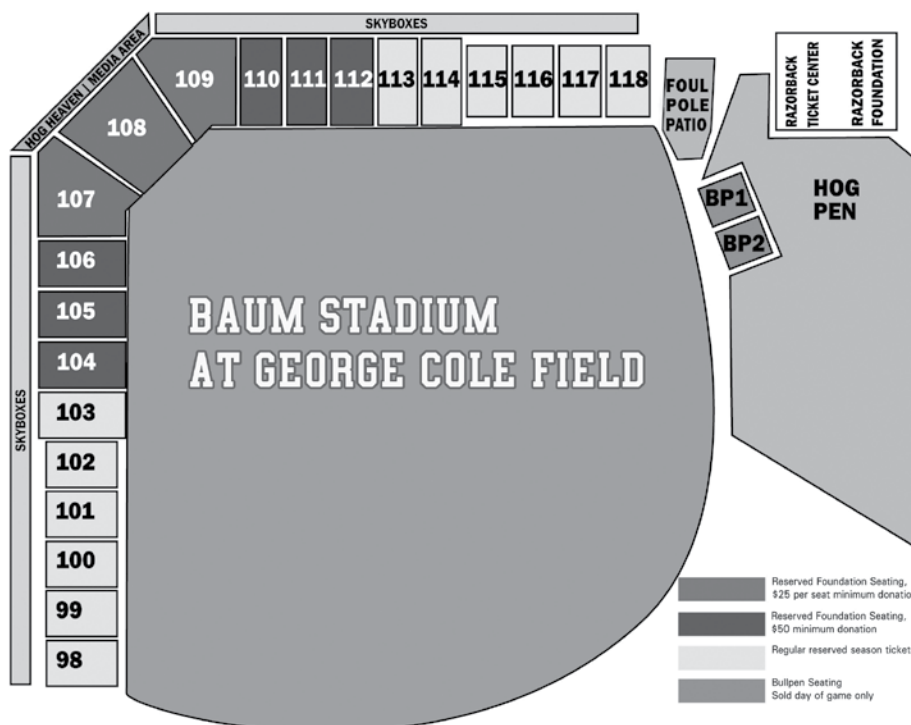 SKYBOXES
HOG HEAVEN | MEDIA AREA
109
110
111
112
113
114
115
116
117
118
108
107
106
105
104
103
102
101
100
99
98
SKYBOXES
FOUL
POLE
PATIO
RAZORBACK
TICKET CENTER
RAZORBACK
FOUNDATION
BP1
BP2
HOG
PEN
BAUM STADIUM
AT GEORGE COLE FIELD
Reserved Foundation Seating,
$25 per seat minimum donatio
Reserved Foundation Seating,
$50 minimum donation
Regular reserved season ticket
Bullpen Seating
Sold day of game only